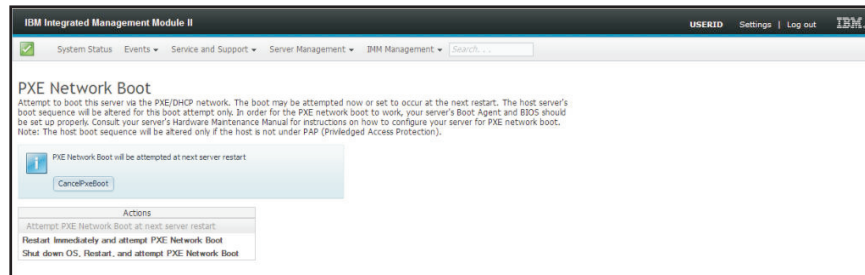 IBM Integrated Management Module II
USERID Settings | Log out IBM.
System Status Events Service and Support Server Management IMM Management Search...
PXE Network Boot
Attempt to boot this server via the PXE/DHCP network. The boot may be attempted now or set to occur at the next restart. The host server's
boot sequence will be altered for this boot attempt only. In order for the PXE network boot to work, your server's Boot Agent and BIOS should
be set up properly. Consult your server's Hardware Maintenance Manual for instructions on how to configure your server for PXE network boot.
Note: The host boot sequence will be altered only if the host is not under PAP (Priviledged Access Protection).
PXE Network Boot will be attempted at next server restart
CancelPxeBoot
Actions
Attempt PXE Network Boot at next server restart
Restart Immediately and attempt PXE Network Boot
Shut down OS, Restart, and attempt PXE Network Boot